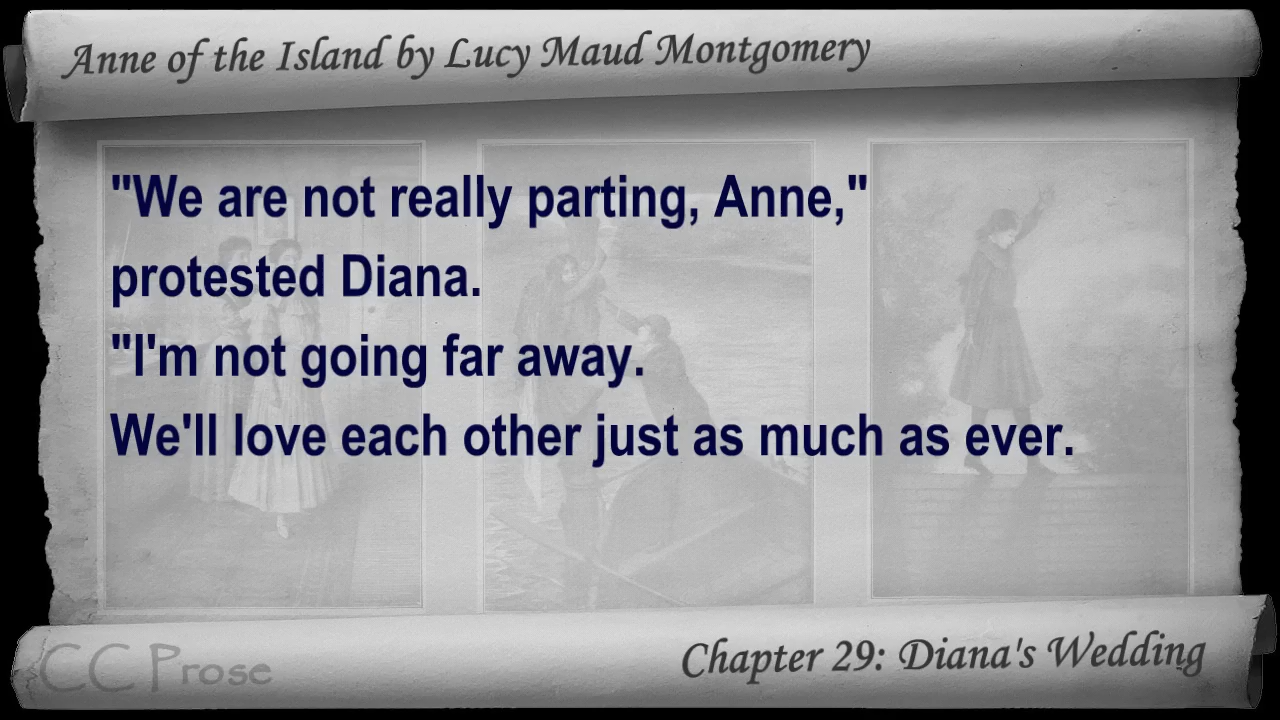 Anne of the Island by Lucy Maud Montgomery
"We are not really parting, Anne,"
protested Diana.
"I'm not going far away.
We'll love each other just as much as ever.
CC Prose
Chapter 29: Diana's Wedding